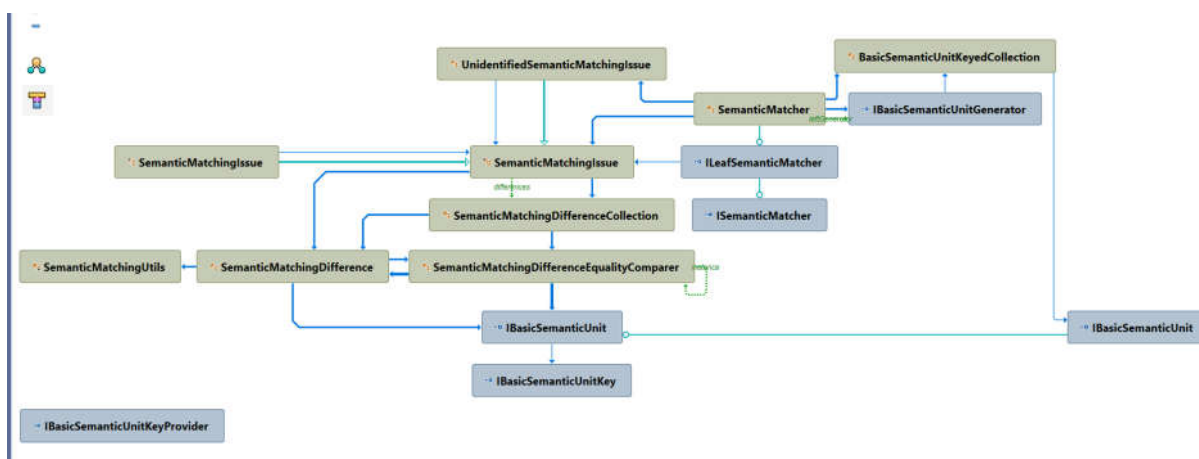 UnidentifiedSemanticMatchingIssue
BasicSemanticUnitKeyedCollection
SemanticMatcher
IBasicSemanticUnitGenerator
SemanticMatchingIssue
SemanticMatchingIssue
ILeafSemanticMatcher
differences
SemanticMatchingDifferenceCollection
ISemanticMatcher
SemanticMatchingUtils
SemanticMatchingDifference
SemanticMatchingDifferenceEqualityComparer
IBasicSemanticUnit
IBasicSemanticUnit
IBasicSemanticUnitKey
IBasicSemanticUnitKeyProvider